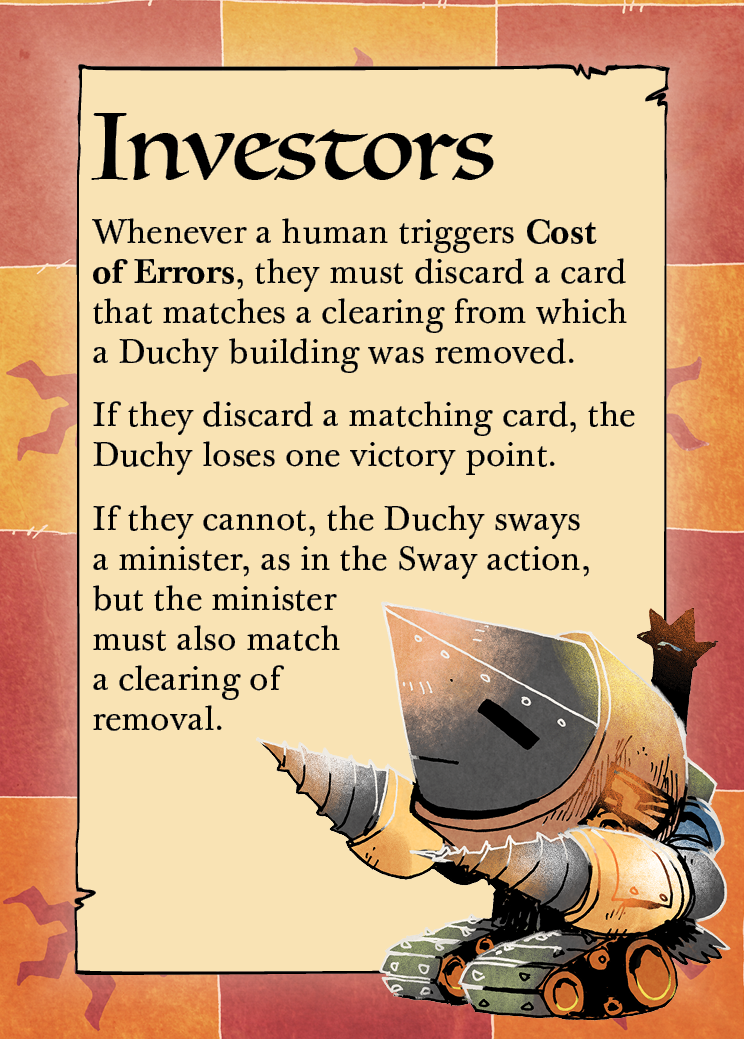 Investors
Whenever a human triggers Cost
of Errors, they must discard a card
that matches a clearing from which
a Duchy building was removed.
If they discard a matching card, the
Duchy loses one victory point.
If they cannot, the Duchy sways
a minister, as in the Sway action,
but the minister
must also match
a clearing of
removal.